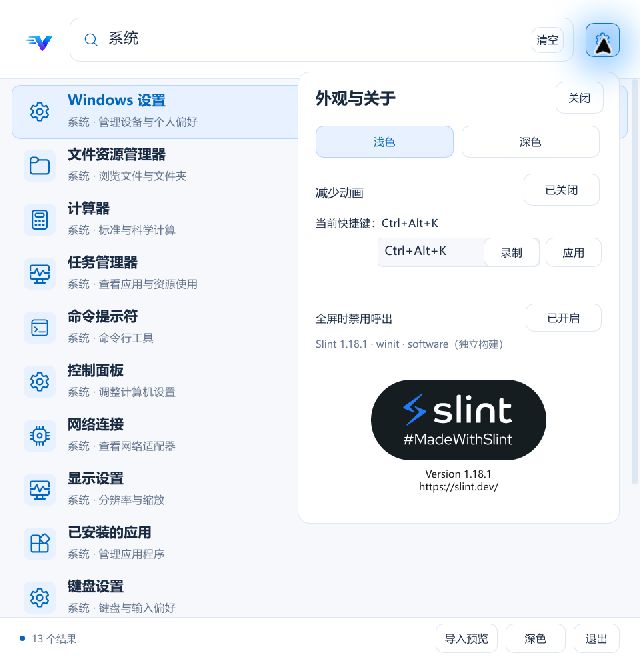 系统
清空
外观与关于
关闭
浅色
深色
减少动画
已关闭
当前快捷键：Ctrl+Alt+K
Ctrl+Alt+K
录制
应用
全屏时禁用呼出
已开启
Slint 1.18.1 · winit · software（独立构建）
slint
#MadeWithSlint
Version 1.18.1
https://slint.dev/
Windows 设置
系统 · 管理设备与个人偏好
文件资源管理器
系统 · 浏览文件与文件夹
计算器
系统 · 标准与科学计算
任务管理器
系统 · 查看应用与资源使用
命令提示符
系统 · 命令行工具
控制面板
系统 · 调整计算机设置
网络连接
系统 · 查看网络适配器
显示设置
系统 · 分辨率与缩放
已安装的应用
系统 · 管理应用程序
键盘设置
系统 · 键盘与输入偏好
13 个结果
导入预览
深色
退出